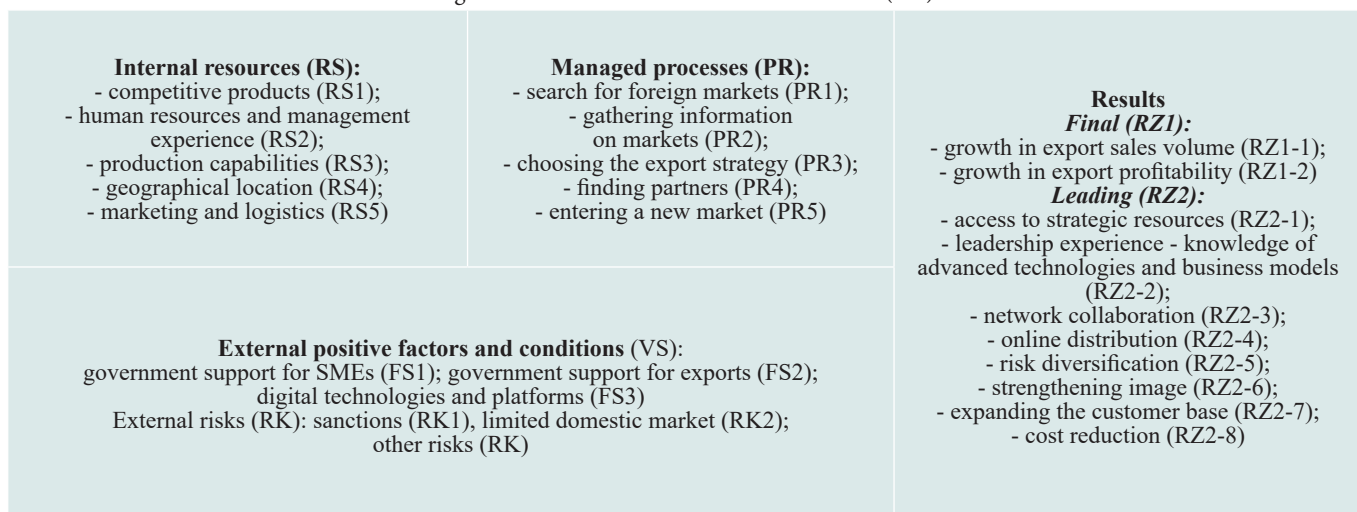 Internal resources (RS):
- competitive products (RS1);
- human resources and management
experience (RS2);
- production capabilities (RS3);
- geographical location (RS4);
- marketing and logistics (RS5)
Managed processes (PR):
- search for foreign markets (PR1);
- gathering information
on markets (PR2);
- choosing the export strategy (PR3);
- finding partners (PR4);
- entering a new market (PR5)
External positive factors and conditions (VS):
government support for SMEs (FS1); government support for exports (FS2);
digital technologies and platforms (FS3)
External risks (RK): sanctions (RK1), limited domestic market (RK2);
other risks (RK)
Results
Final (RZ1):
- growth in export sales volume (RZ1-1);
- growth in export profitability (RZ1-2)
Leading (RZ2):
- access to strategic resources (RZ2-1);
- leadership experience - knowledge of
advanced technologies and business models
(RZ2-2);
- network collaboration (RZ2-3);
- online distribution (RZ2-4);
- risk diversification (RZ2-5);
- strengthening image (RZ2-6);
- expanding the customer base (RZ2-7);
- cost reduction (RZ2-8)